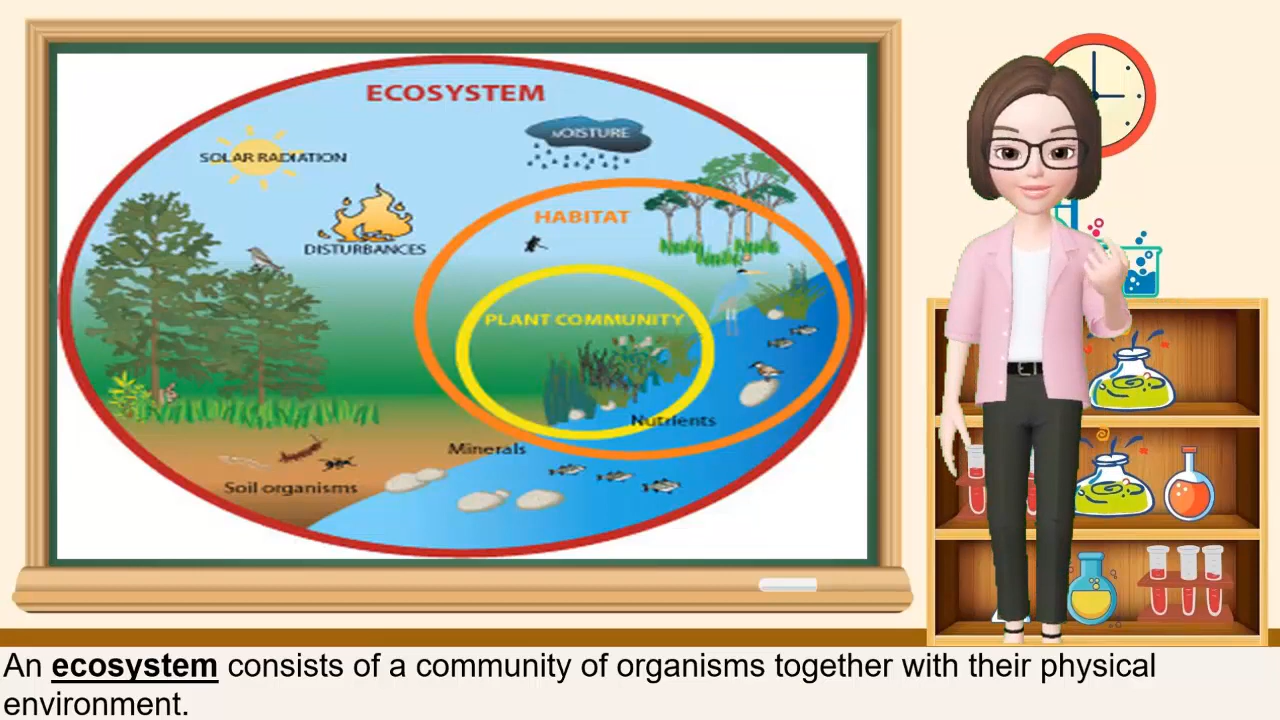 ECOSYSTEM
MOISTURE
SOLAR RADIATION
HABITAT
DISTURBANCES
PLANT COMMUNITY
Nutrients
Minerals
Soil organisms
An ecosystem consists of a community of organisms together with their physical
environment.